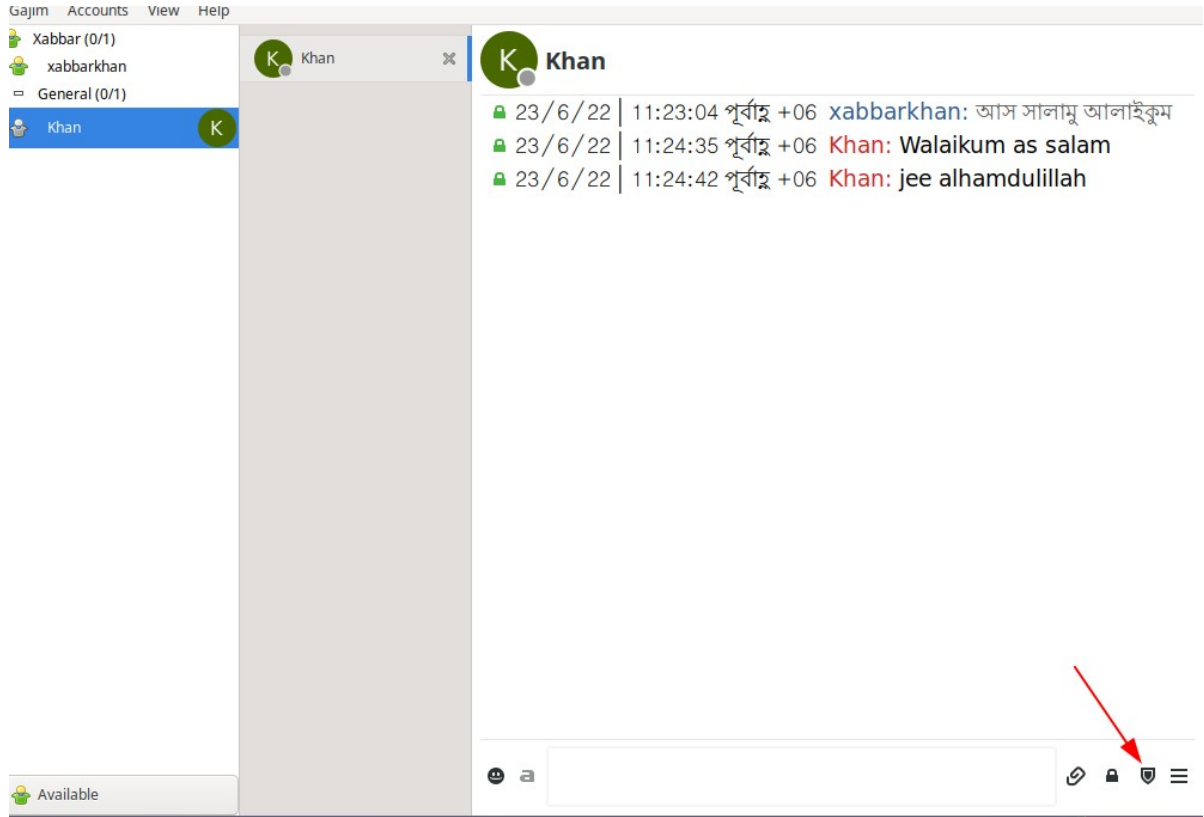 Gajim Accounts View Help
Xabbar (0/1)
xabbarkhan
General (0/1)
Khan
K
K Khan
K Khan
23/6/22| 11:23:04 পূর্বাহ্ণ +06 xabbarkhan: আস সালামু আলাইকুম
23/6/22| 11:24:35 পূর্বাহ্ণ +06 Khan: Walaikum as salam
23/6/22| 11:24:42 পূর্বাহ্ণ +06 Khan: jee alhamdulillah
a
Available